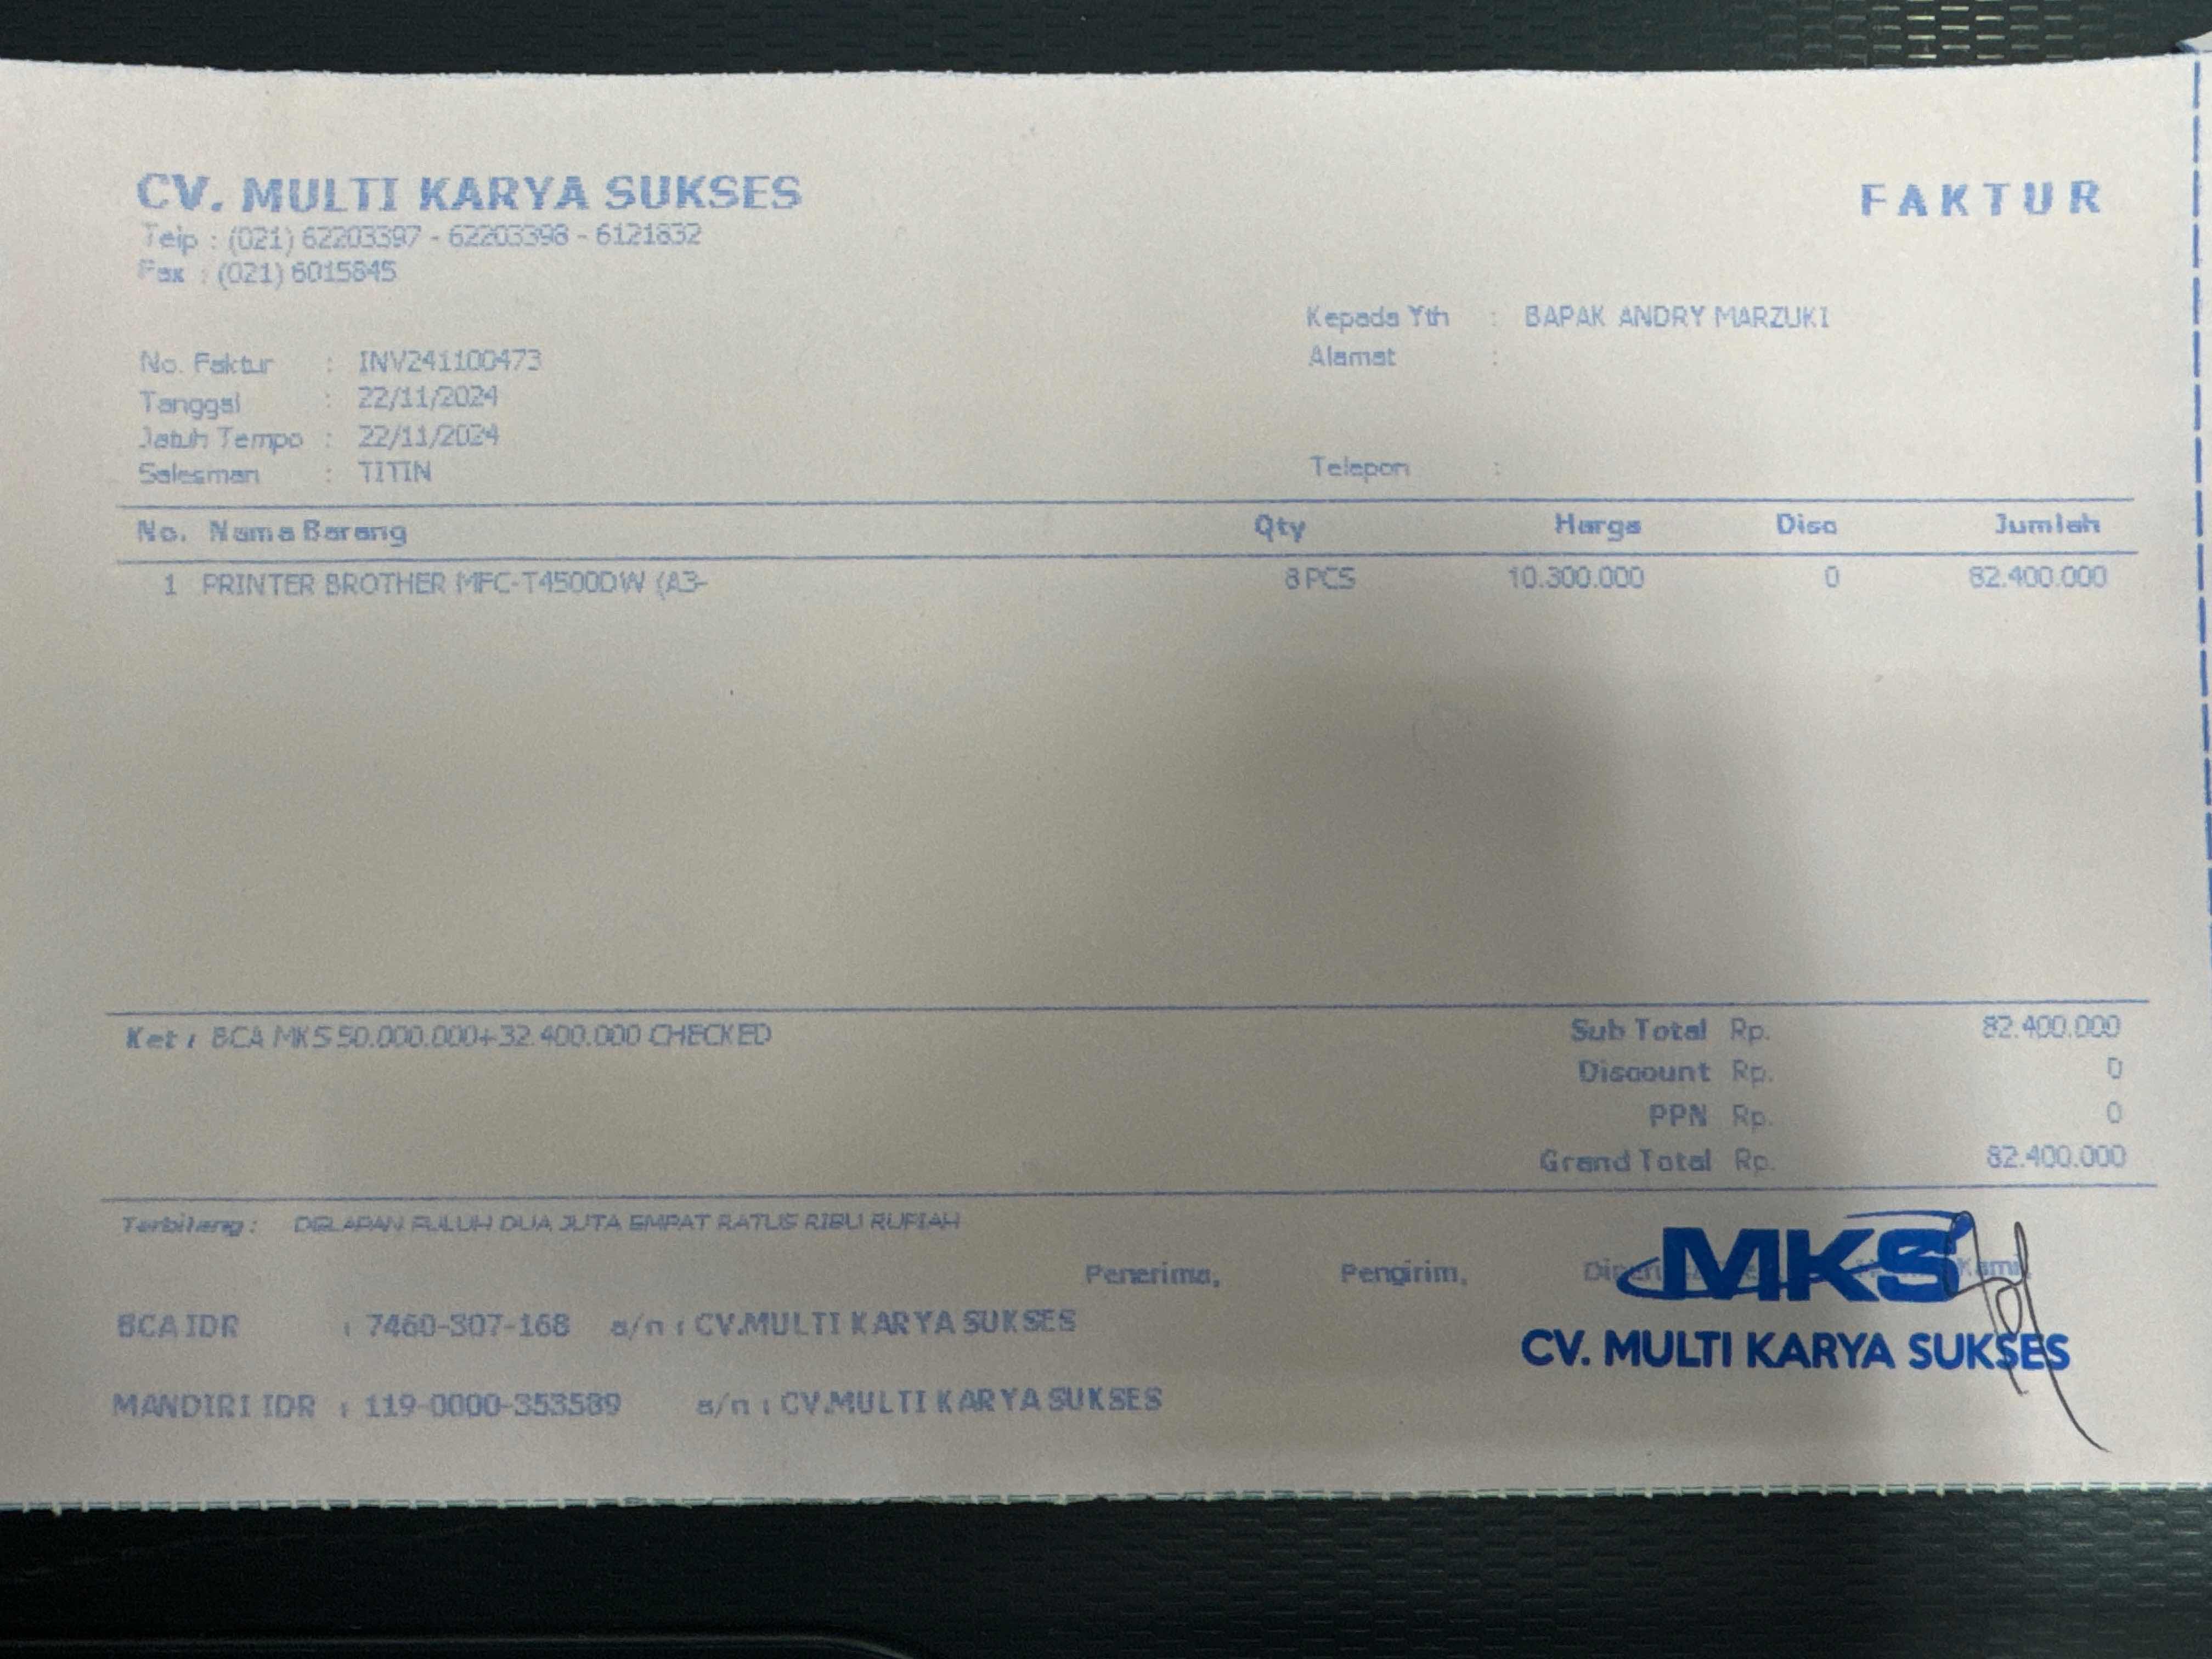 CV. MULTI KARYA SUKSES
FAKTUR
Telp : (021) 62203397 - 62203398 - 6121832
Fax : (021) 6015845
Kepada Yth : BAPAK ANDRY MARZUKI
Alamat :
No. Faktur : INV241100473
Tanggal : 22/11/2024
Jatuh Tempo : 22/11/2024
Salesman : TITIN
Telepon :
No. Nama Barang Qty Harga Disc Jumlah
1 PRINTER BROTHER MFC-T4500DW (A3- 8 PCS 10.300.000 0 82.400.000
Ket : BCA MKS 50.000.000+32.400.000 CHECKED
Sub Total Rp. 82.400.000
Discount Rp. 0
PPN Rp. 0
Grand Total Rp. 82.400.000
Terbilang : DELAPAN PULUH DUA JUTA EMPAT RATUS RIBU RUPIAH
Penerima, Pengirim, Kami,
MKS
CV. MULTI KARYA SUKSES
BCA IDR : 7460-307-168 a/n : CV.MULTI KARYA SUKSES
MANDIRI IDR : 119-0000-353589 a/n : CV.MULTI KARYA SUKSES